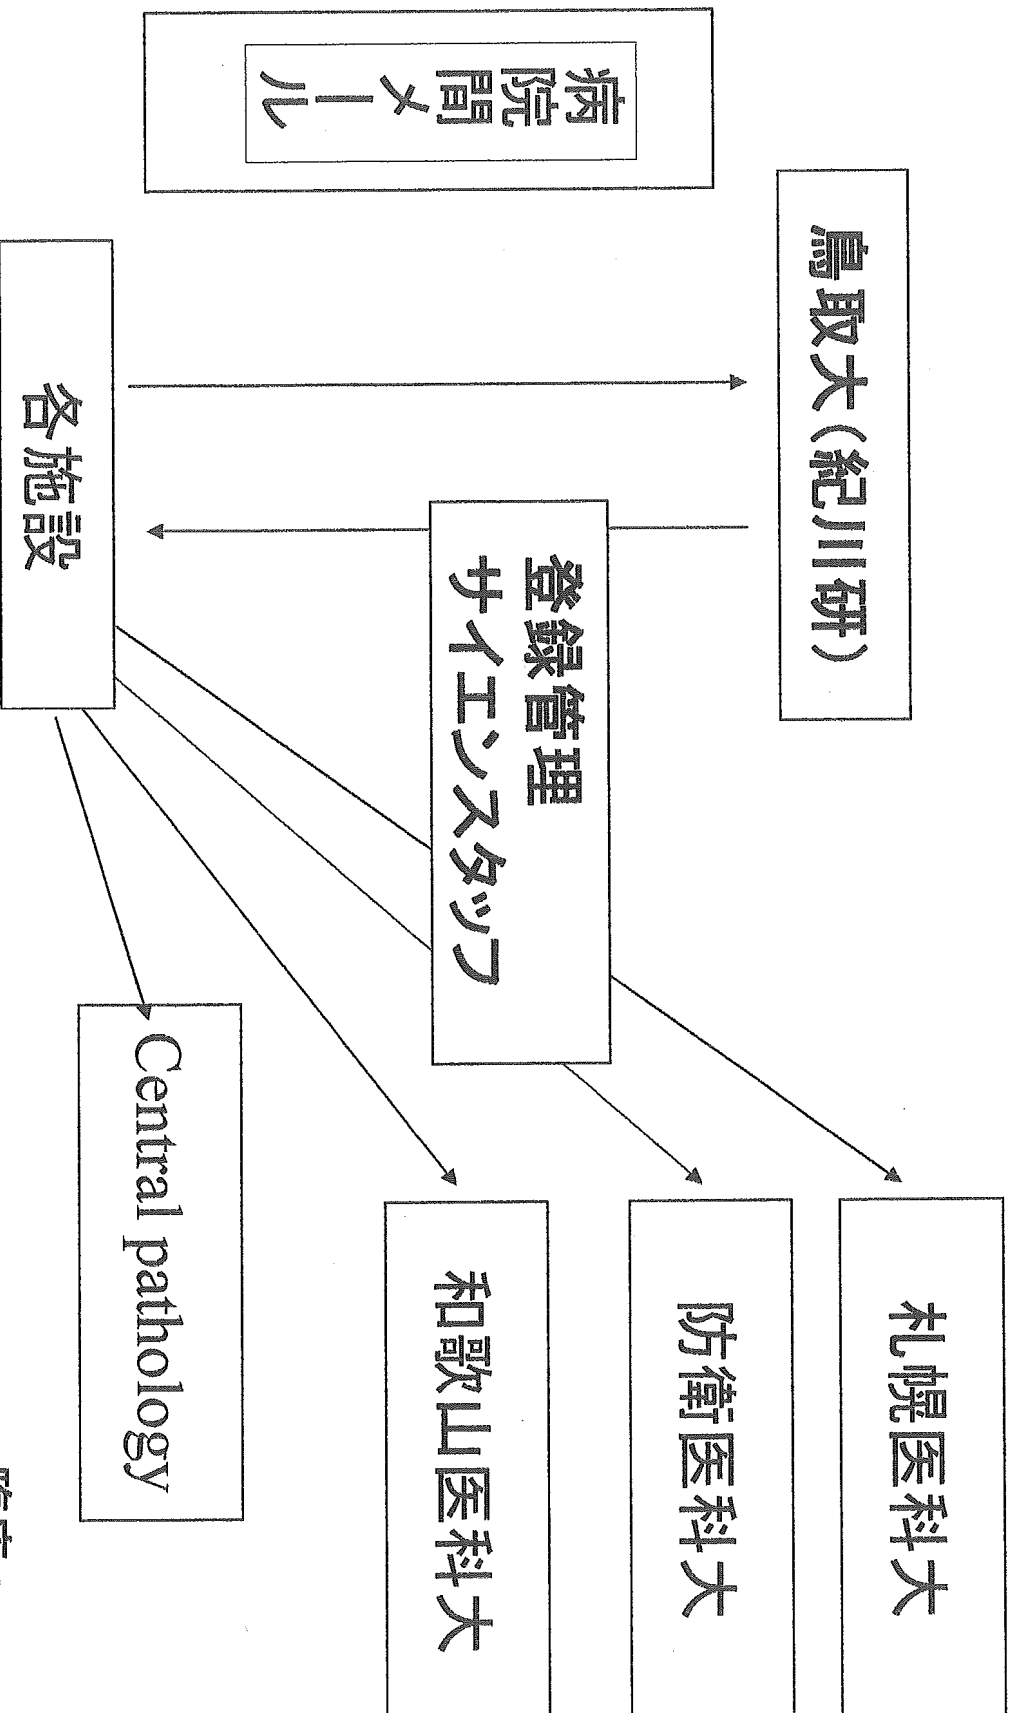 病院間メール
鳥取大(紀川研)
登録管理
サイエンスタッフ
各施設
札幌医科大
防衛医科大
和歌山医科大
Central pathology